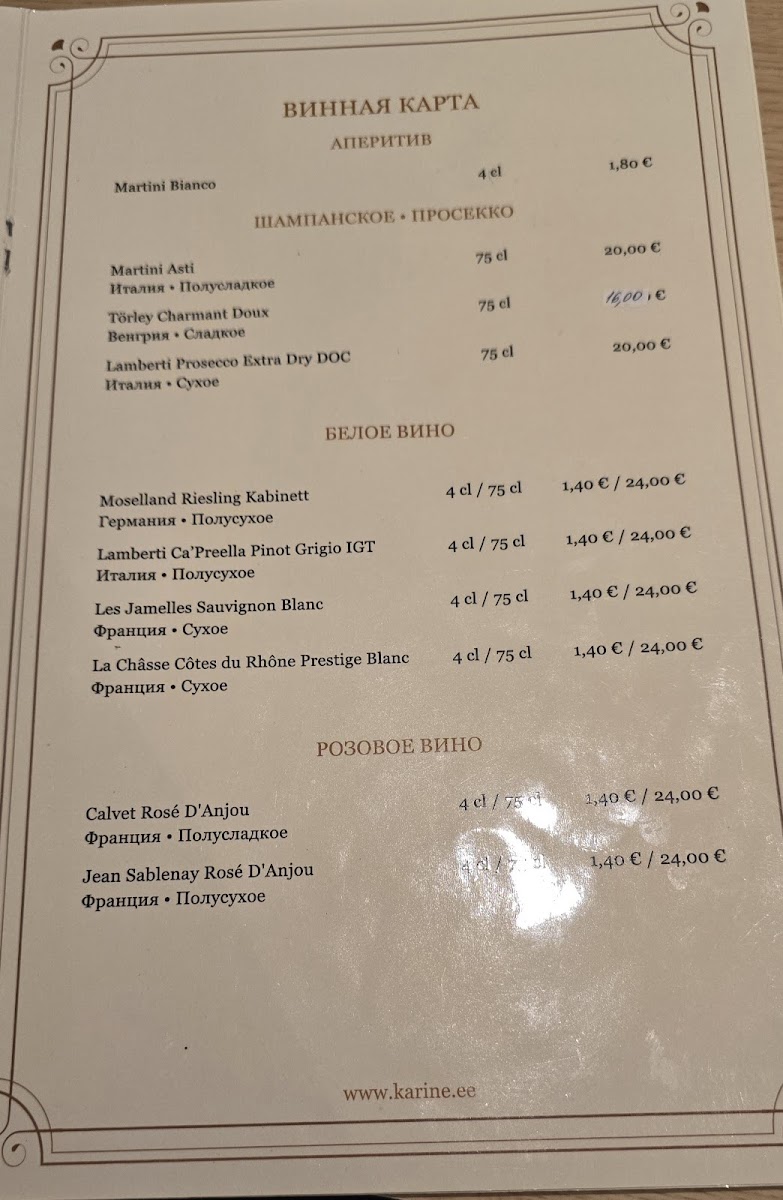 ВИННАЯ КАРТА
АПЕРИТИВ
Martini Bianco 4 cl 1,80 €
ШАМПАНСКОЕ • ПРОСЕККО
Martini Asti 75 cl 20,00 €
Италия • Полусладкое
Törley Charmant Doux 75 cl 16,00 €
Венгрия • Сладкое
Lamberti Prosecco Extra Dry DOC 75 cl 20,00 €
Италия • Сухое
БЕЛОЕ ВИНО
Moselland Riesling Kabinett 4 cl / 75 cl 1,40 € / 24,00 €
Германия • Полусухое
Lamberti Ca'Preella Pinot Grigio IGT 4 cl / 75 cl 1,40 € / 24,00 €
Италия • Полусухое
Les Jamelles Sauvignon Blanc 4 cl / 75 cl 1,40 € / 24,00 €
Франция • Сухое
La Châsse Côtes du Rhône Prestige Blanc 4 cl / 75 cl 1,40 € / 24,00 €
Франция • Сухое
РОЗОВОЕ ВИНО
Calvet Rosé D'Anjou 4 cl / 75 cl 1,40 € / 24,00 €
Франция • Полусладкое
Jean Sablenay Rosé D'Anjou 4 cl / 75 cl 1,40 € / 24,00 €
Франция • Полусухое
www.karine.ee